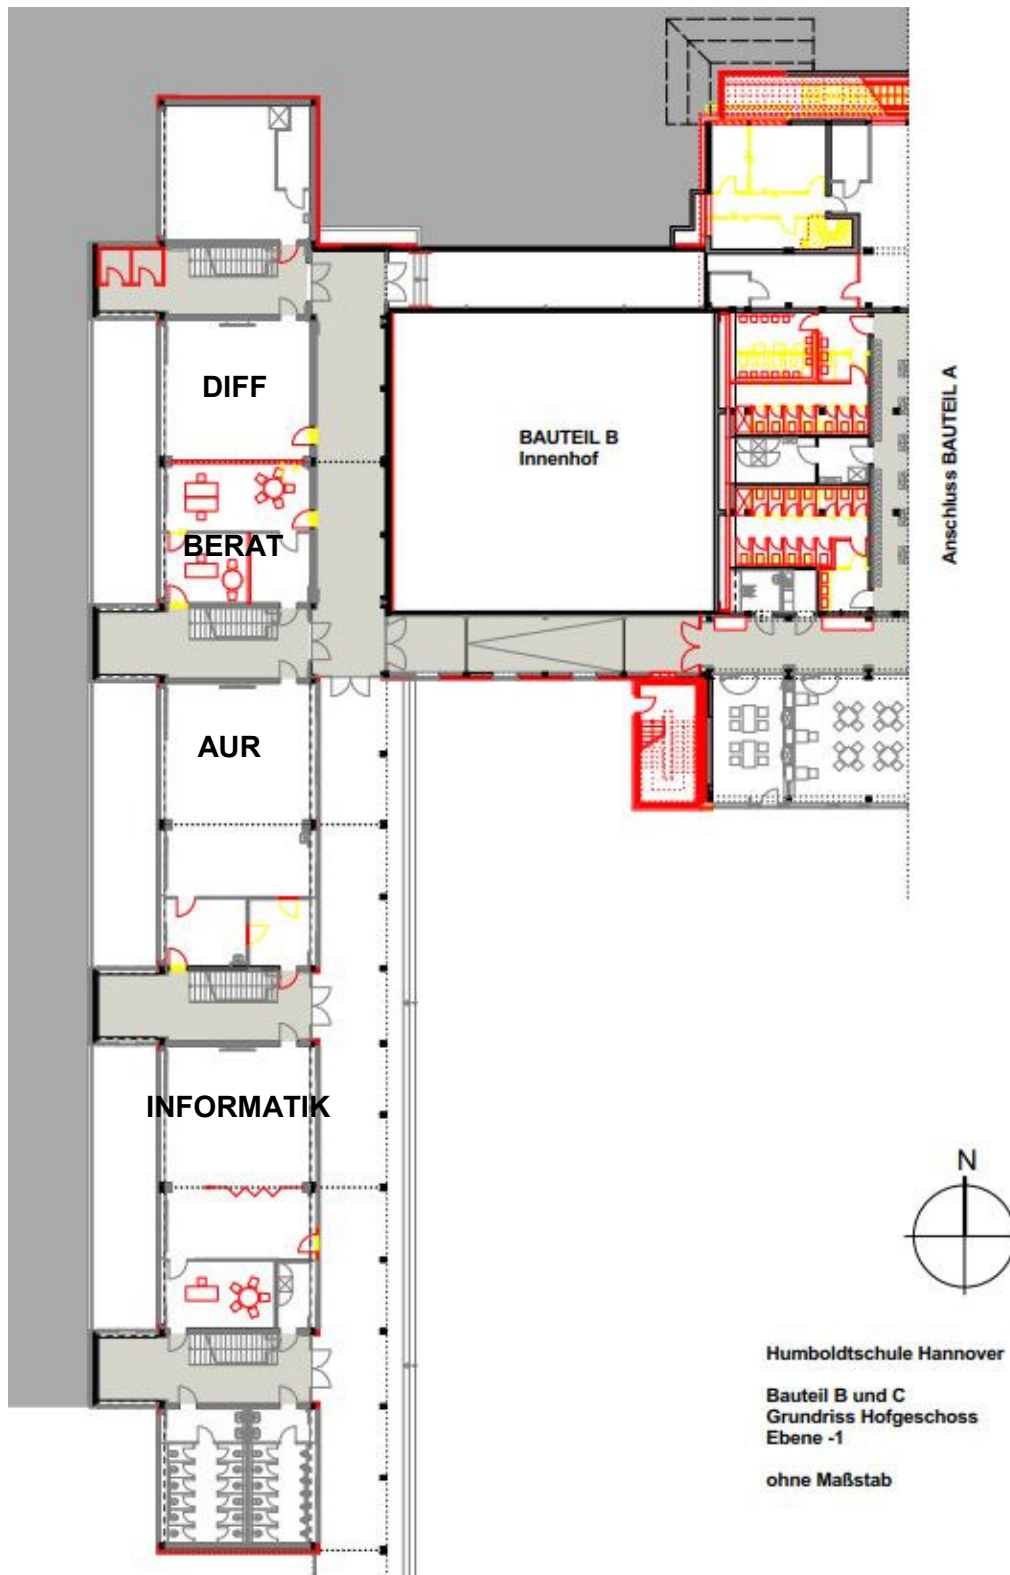 DIFF
BAUTEIL B
Innenhof
Anschluss BAUTEIL A
BERAT
AUR
INFORMATIK
N
Humboldtschule Hannover
Bauteil B und C
Grundriss Hofgeschoss
Ebene -1
ohne Maßstab